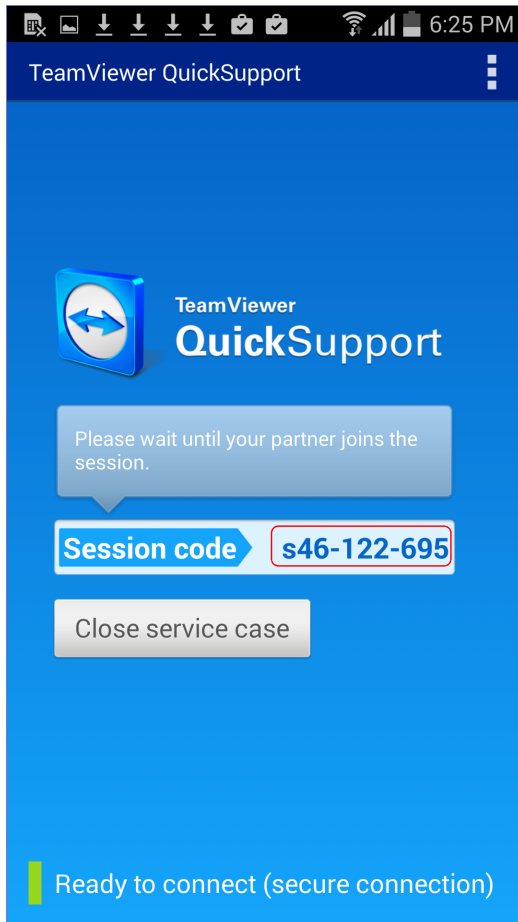 6:25 PM
TeamViewer QuickSupport
TeamViewer
QuickSupport
Please wait until your partner joins the
session.
Session code s46-122-695
Close service case
Ready to connect (secure connection)